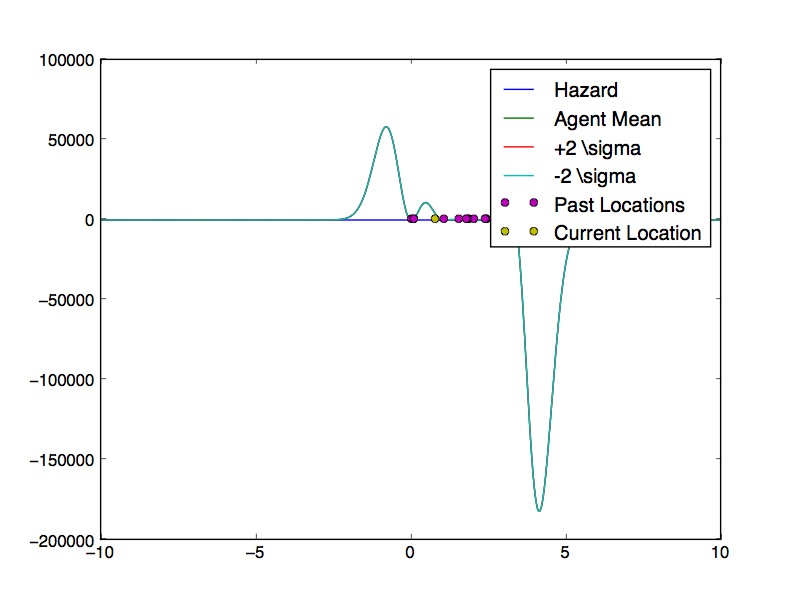 100000
50000
0
−50000
−100000
−150000
−200000
−10
−5
0
5
10
Hazard
Agent Mean
+2 \sigma
-2 \sigma
Past Locations
Current Location